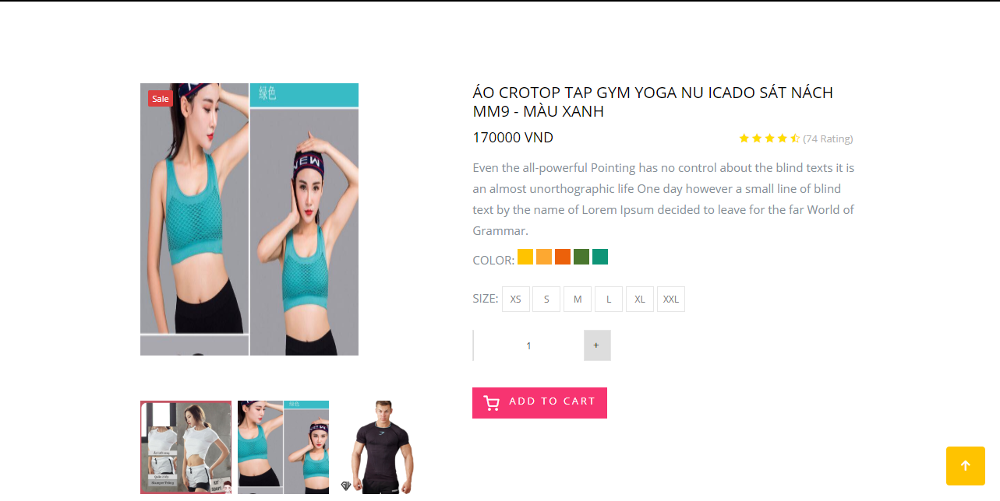 Sale
绿色
NEW
ÁO CROTOP TAP GYM YOGA NU ICADO SÁT NÁCH
MM9 - MÀU XANH
170000 VND
(74 Rating)
Even the all-powerful Pointing has no control about the blind texts it is
an almost unorthographic life One day however a small line of blind
text by the name of Lorem Ipsum decided to leave for the far World of
Grammar.
COLOR:
SIZE: XS S M L XL XXL
1 +
ADD TO CART
绿色
NEW